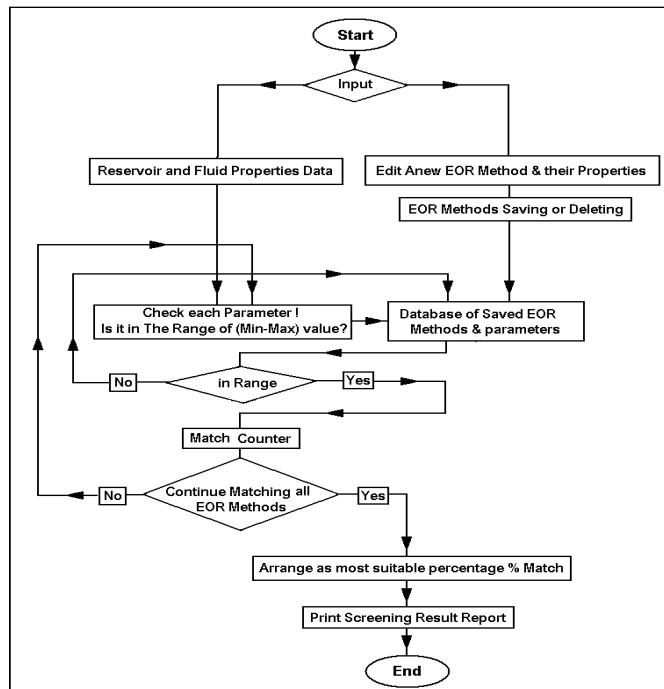 Start
Input
Reservoir and Fluid Properties Data
Edit Anew EOR Method & their Properties
EOR Methods Saving or Deleting
Check each Parameter !
Is it in The Range of (Min-Max) value?
Database of Saved EOR
Methods & parameters
No
in Range
Yes
Match Counter
No
Continue Matching all
EOR Methods
Yes
Arrange as most suitable percentage % Match
Print Screening Result Report
End